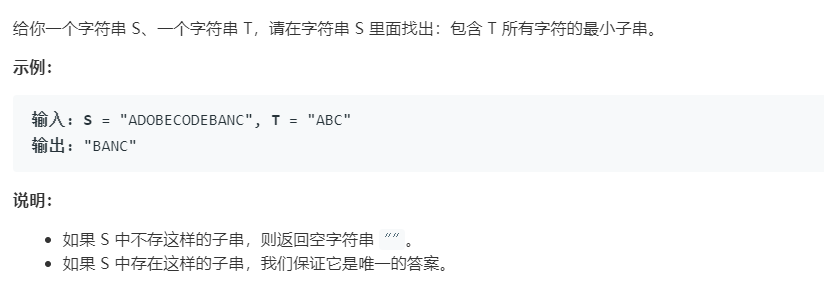 给你一个字符串 S、一个字符串 T，请在字符串 S 里面找出：包含 T 所有字符的最小子串。
示例：
输入：S = "ADOBECODEBANC", T = "ABC"
输出："BANC"
说明：
• 如果 S 中不存这样的子串，则返回空字符串 ""。
• 如果 S 中存在这样的子串，我们保证它是唯一的答案。